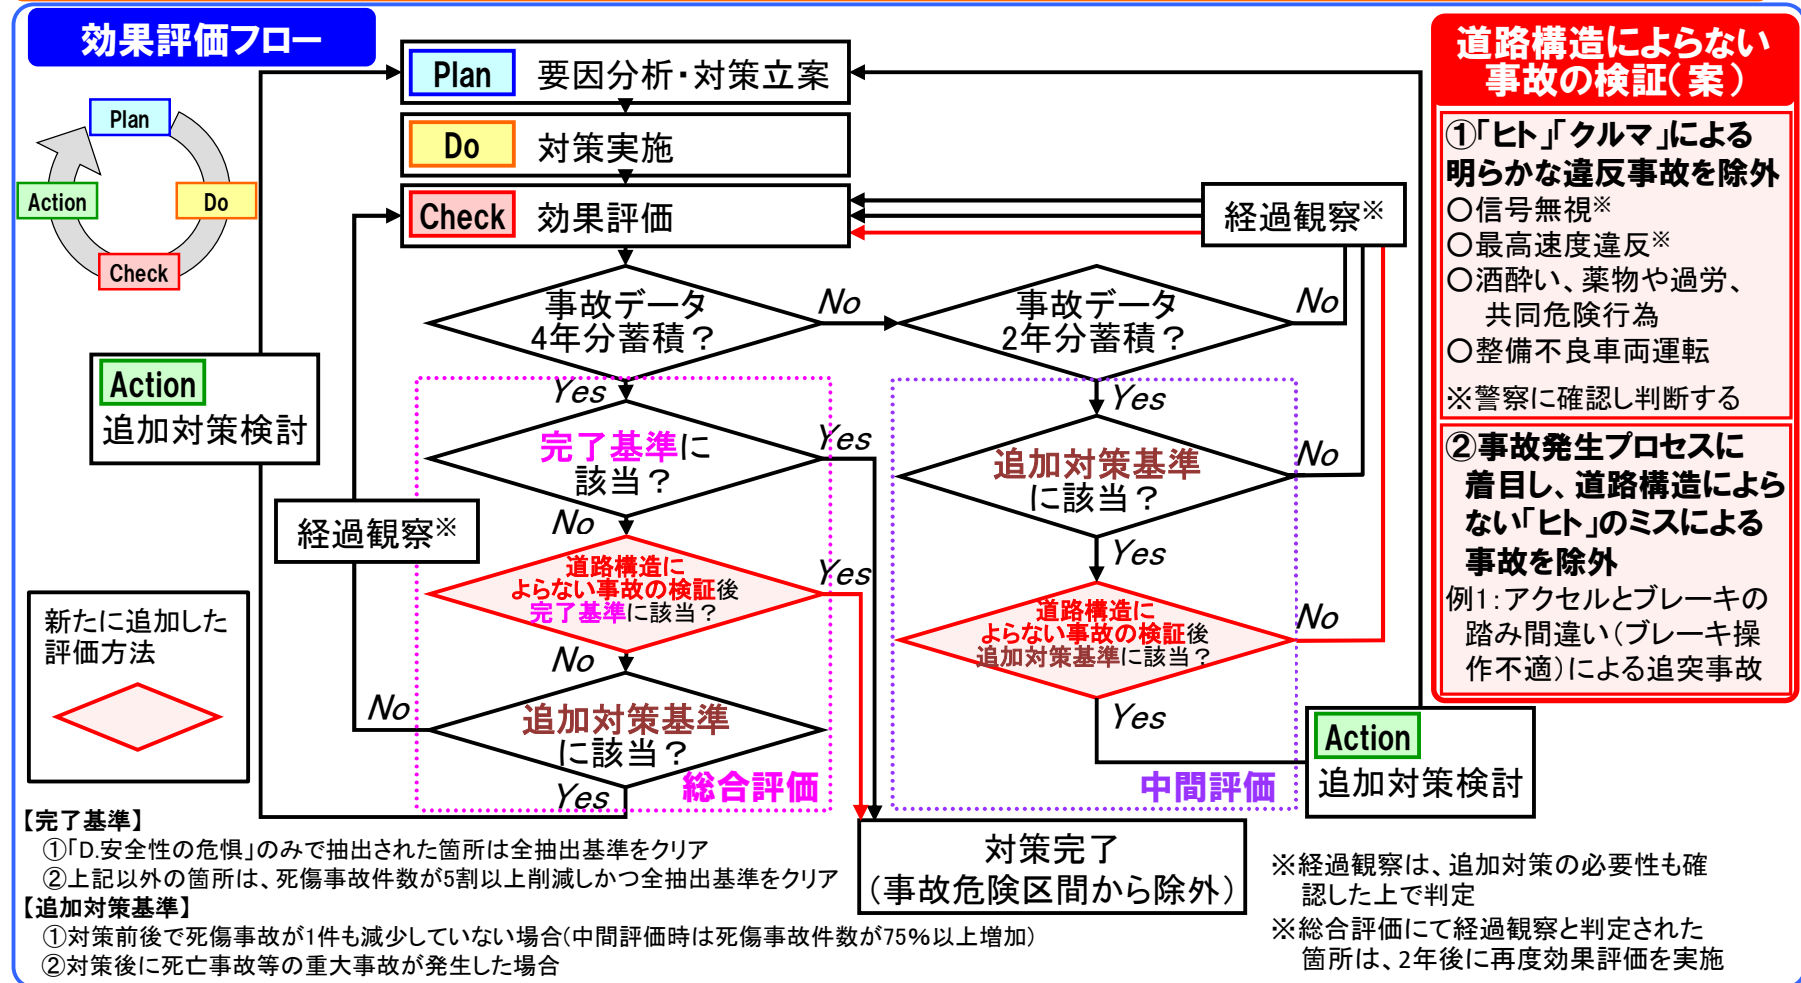 効果評価フロー
Plan
Do
Check
Action
Plan 要因分析・対策立案
Do 対策実施
Check 効果評価
経過観察※
事故データ
4年分蓄積？
No
事故データ
2年分蓄積？
No
Yes
Yes
Action
追加対策検討
完了基準に
該当？
Yes
No
追加対策基準
に該当？
No
Yes
経過観察※
道路構造に
よらない事故の検証後
完了基準に該当？
Yes
No
道路構造に
よらない事故の検証後
追加対策基準に該当？
No
Yes
新たに追加した
評価方法
追加対策基準
に該当？
No
Yes
総合評価
中間評価
Action
追加対策検討
対策完了
（事故危険区間から除外）
【完了基準】
①「D.安全性の危惧」のみで抽出された箇所は全抽出基準をクリア
②上記以外の箇所は、死傷事故件数が5割以上削減しかつ全抽出基準をクリア
【追加対策基準】
①対策前後で死傷事故が1件も減少していない場合(中間評価時は死傷事故件数が75%以上増加)
②対策後に死亡事故等の重大事故が発生した場合
※経過観察は、追加対策の必要性も確
認した上で判定
※総合評価にて経過観察と判定された
箇所は、2年後に再度効果評価を実施
道路構造によらない
事故の検証（案）
①「ヒト」「クルマ」による
明らかな違反事故を除外
○信号無視※
○最高速度違反※
○酒酔い、薬物や過労、
共同危険行為
○整備不良車両運転
※警察に確認し判断する
②事故発生プロセスに
着目し、道路構造によら
ない「ヒト」のミスによる
事故を除外
例1：アクセルとブレーキの
踏み間違い（ブレーキ操
作不適）による追突事故